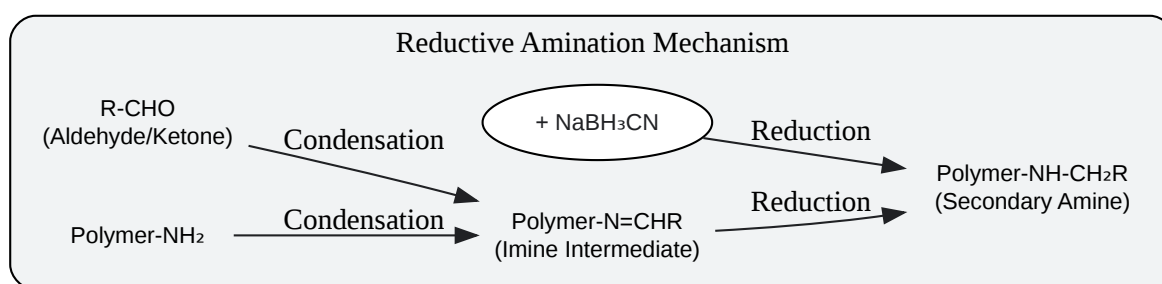 Reductive Amination Mechanism
R-CHO
(Aldehyde/Ketone)
Condensation
+ NaBH₃CN
Reduction
Polymer-NH-CH₂R
(Secondary Amine)
Polymer-NH₂
Condensation
Polymer-N=CHR
(Imine Intermediate)
Reduction